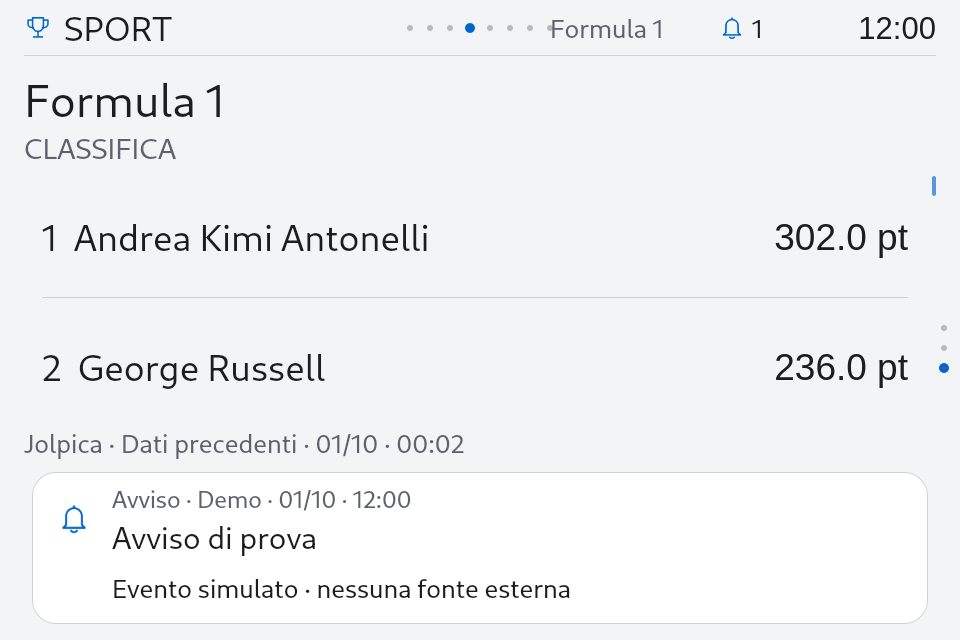 SPORT Formula 1 1 12:00
Formula 1
CLASSIFICA
1 Andrea Kimi Antonelli 302.0 pt
2 George Russell 236.0 pt
Jolpica · Dati precedenti · 01/10 · 00:02
Avviso · Demo · 01/10 · 12:00
Avviso di prova
Evento simulato · nessuna fonte esterna